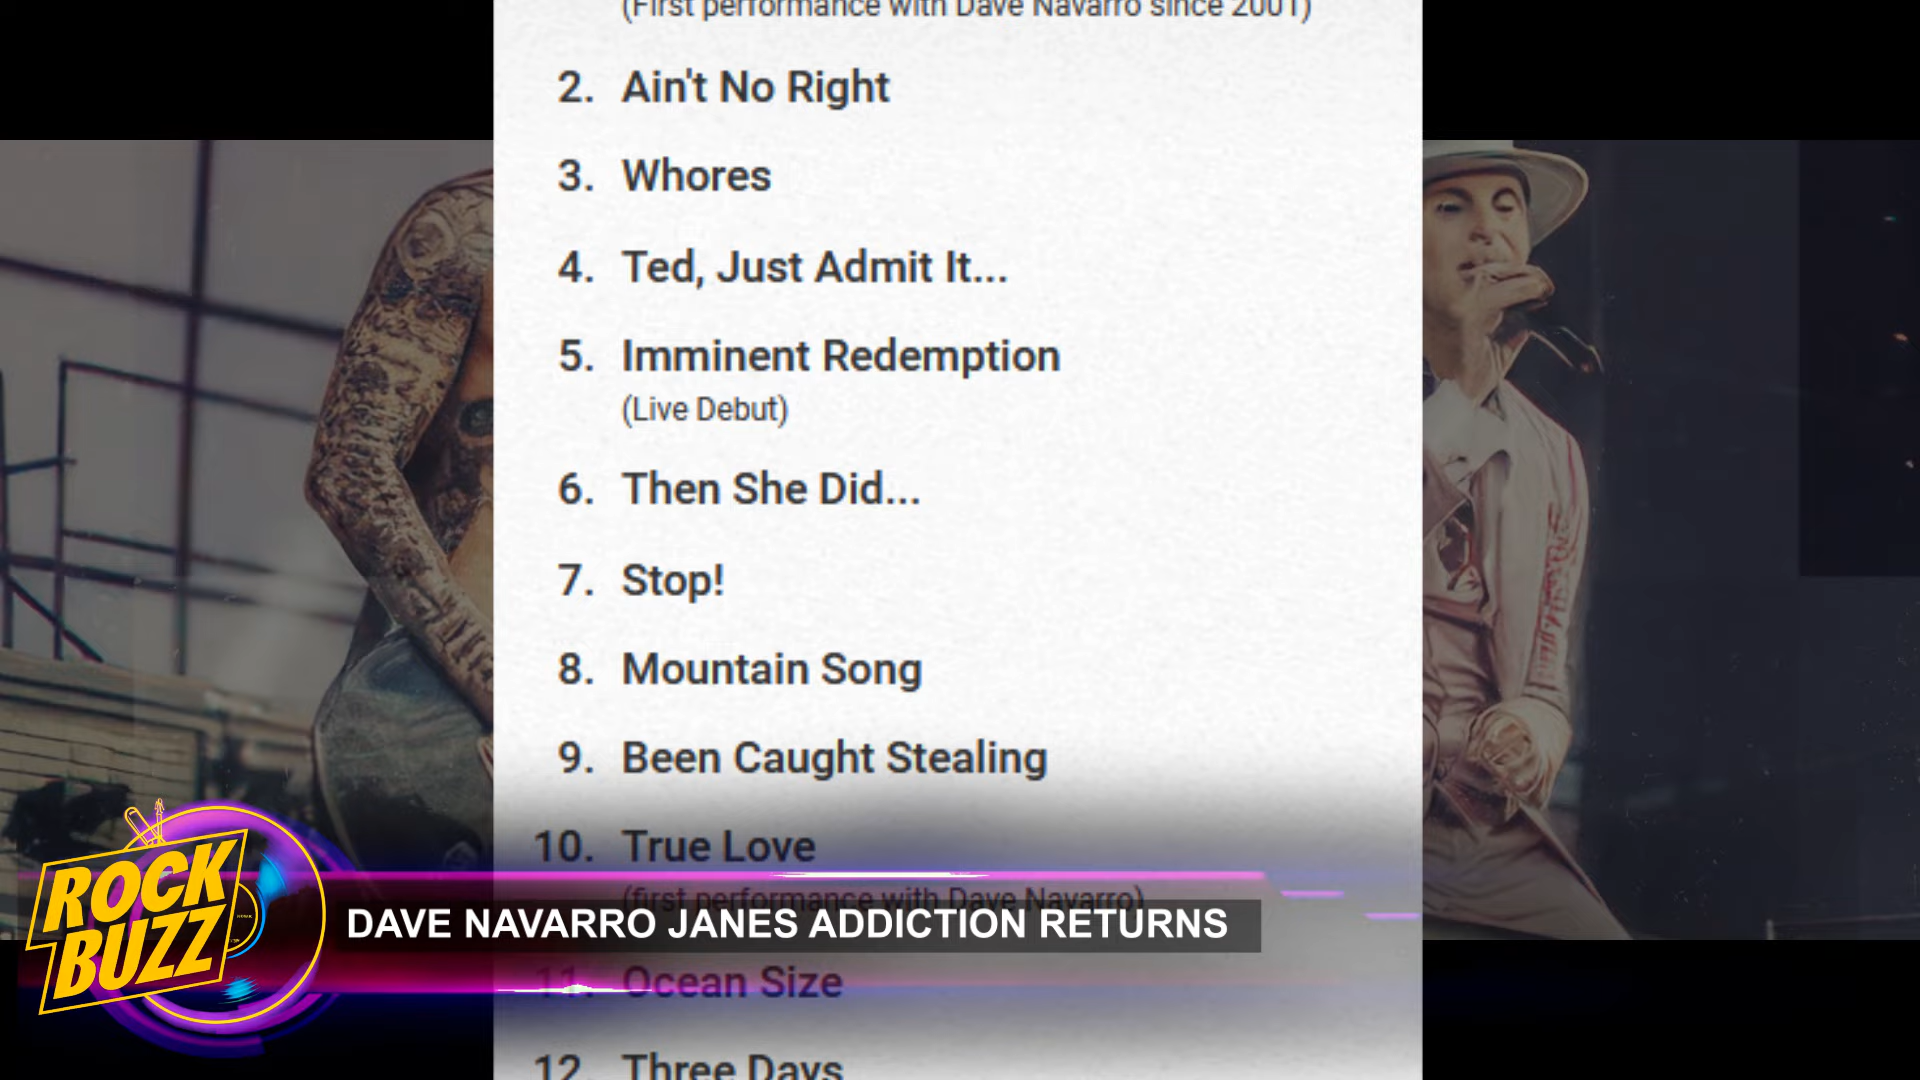 (First performance with Dave Navarro since 2001)
2. Ain't No Right
3. Whores
4. Ted, Just Admit It...
5. Imminent Redemption
(Live Debut)
6. Then She Did...
7. Stop!
8. Mountain Song
9. Been Caught Stealing
10. True Love
(first performance with Dave Navarro)
ROCK
BUZZ
DAVE NAVARRO JANES ADDICTION RETURNS
11. Ocean Size
12. Three Days